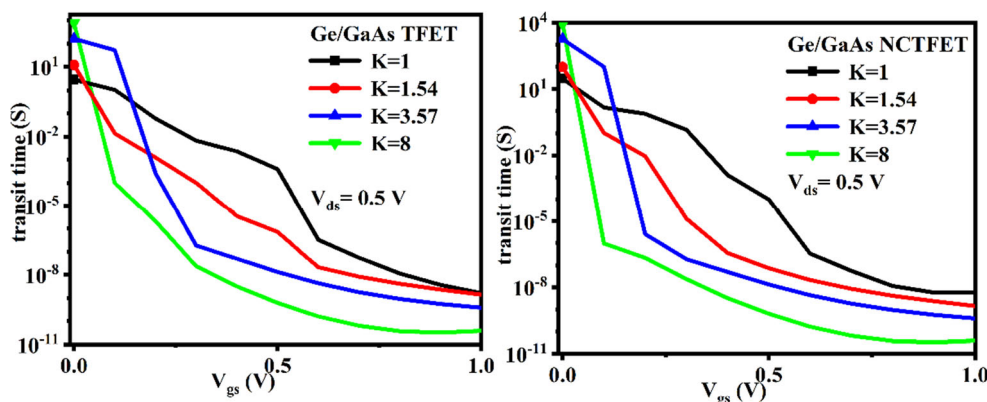 Ge/GaAs TFET
K=1
K=1.54
K=3.57
K=8
V_ds= 0.5 V
transit time (S)
10^1
10^-2
10^-5
10^-8
10^-11
0.0
0.5
1.0
V_gs (V)
Ge/GaAs NCTFET
K=1
K=1.54
K=3.57
K=8
V_ds= 0.5 V
transit time (S)
10^4
10^1
10^-2
10^-5
10^-8
10^-11
0.0
0.5
1.0
V_gs (V)